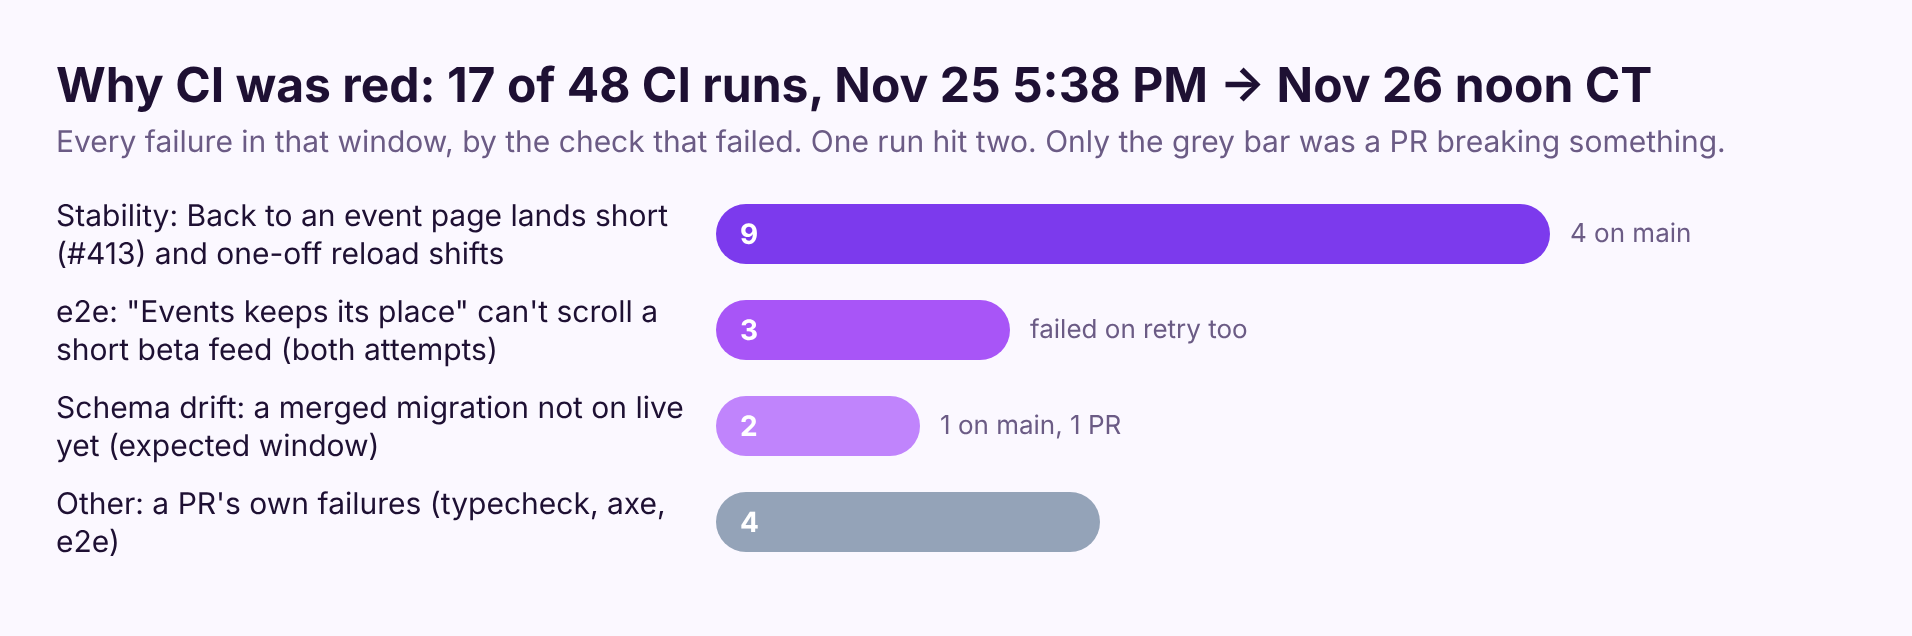 Why CI was red: 17 of 48 CI runs, Nov 25 5:38 PM → Nov 26 noon CT
Every failure in that window, by the check that failed. One run hit two. Only the grey bar was a PR breaking something.
Stability: Back to an event page lands short
(#413) and one-off reload shifts
9
4 on main
e2e: "Events keeps its place" can't scroll a
short beta feed (both attempts)
3
failed on retry too
Schema drift: a merged migration not on live
yet (expected window)
2
1 on main, 1 PR
Other: a PR's own failures (typecheck, axe,
e2e)
4